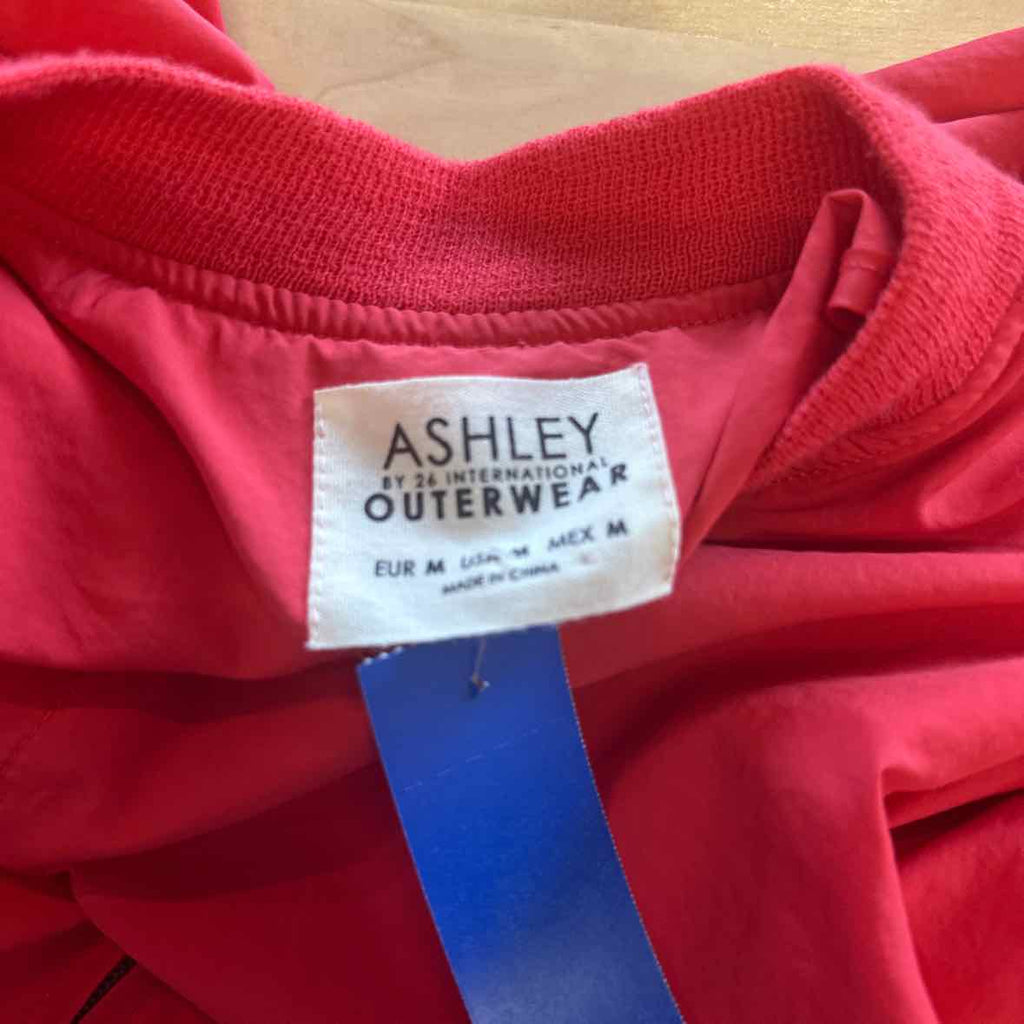 ASHLEY
BY 26 INTERNATIONAL
OUTERWEAR
EUR M USA M MEX M
MADE IN CHINA